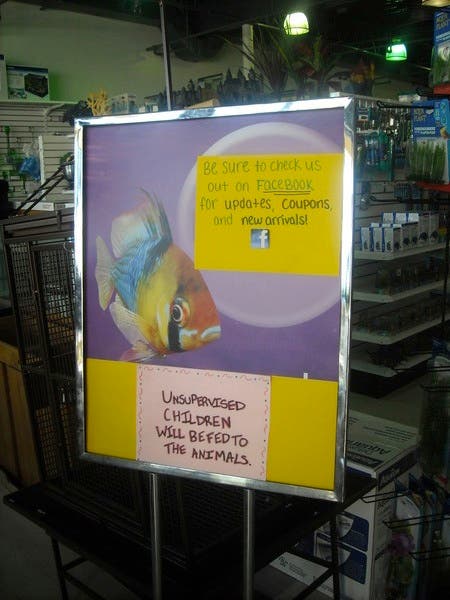 Be sure to check us
out on FaceBook
for updates, coupons,
and new arrivals!
f
UNSUPERVISED
CHILDREN
WILL BE FED TO
THE ANIMALS.